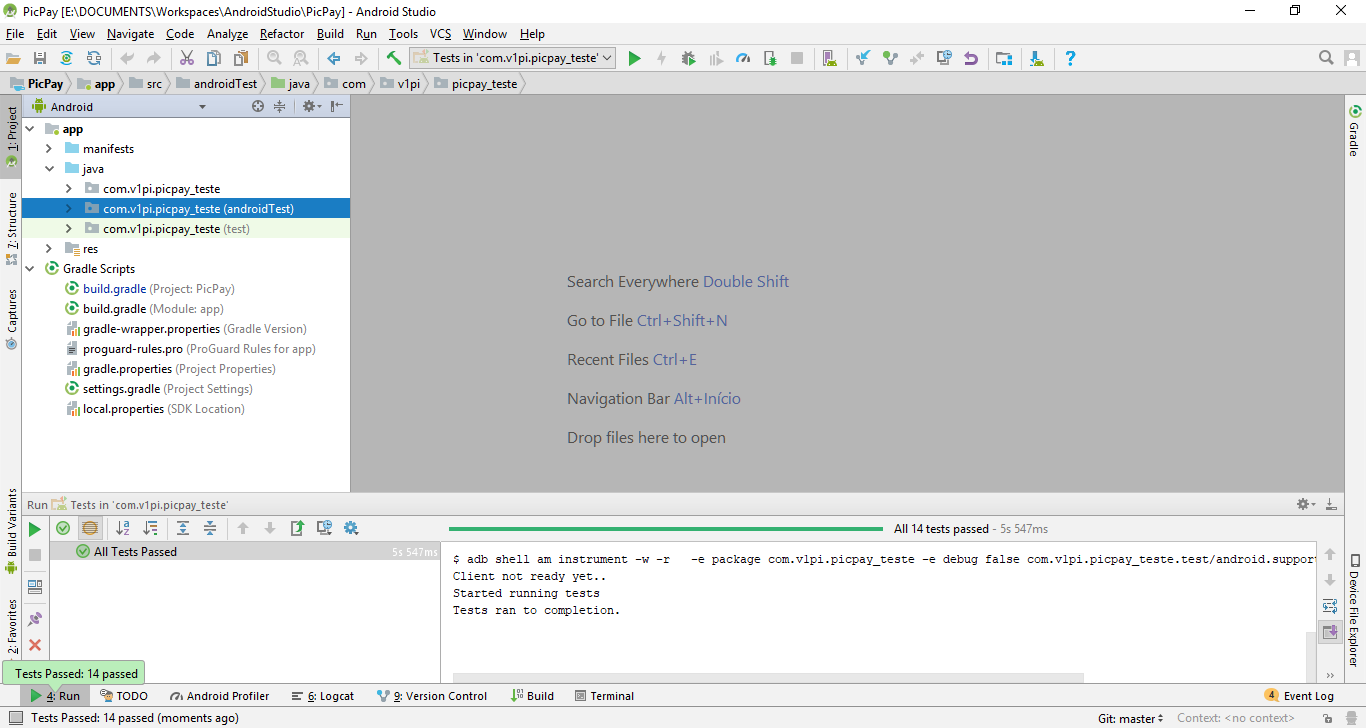 PicPay [E:\DOCUMENTS\Workspaces\AndroidStudio\PicPay] - Android Studio
File Edit View Navigate Code Analyze Refactor Build Run Tools VCS Window Help
Tests in 'com.v1pi.picpay_teste'
PicPay app src androidTest java com v1pi picpay_teste
Android
1: Project
7: Structure
Captures
Build Variants
2: Favorites
app
manifests
java
com.v1pi.picpay_teste
com.v1pi.picpay_teste (androidTest)
com.v1pi.picpay_teste (test)
res
Gradle Scripts
build.gradle (Project: PicPay)
build.gradle (Module: app)
gradle-wrapper.properties (Gradle Version)
proguard-rules.pro (ProGuard Rules for app)
gradle.properties (Project Properties)
settings.gradle (Project Settings)
local.properties (SDK Location)
Search Everywhere Double Shift
Go to File Ctrl+Shift+N
Recent Files Ctrl+E
Navigation Bar Alt+Início
Drop files here to open
Gradle
Device File Explorer
Run Tests in 'com.v1pi.picpay_teste'
All 14 tests passed - 5s 547ms
All Tests Passed 5s 547ms
$ adb shell am instrument -w -r -e package com.v1pi.picpay_teste -e debug false com.v1pi.picpay_teste.test/android.suppor
Client not ready yet..
Started running tests
Tests ran to completion.
Tests Passed: 14 passed
4: Run TODO Android Profiler 6: Logcat 9: Version Control Build Terminal 4 Event Log
Tests Passed: 14 passed (moments ago) Git: master Context: <no context>